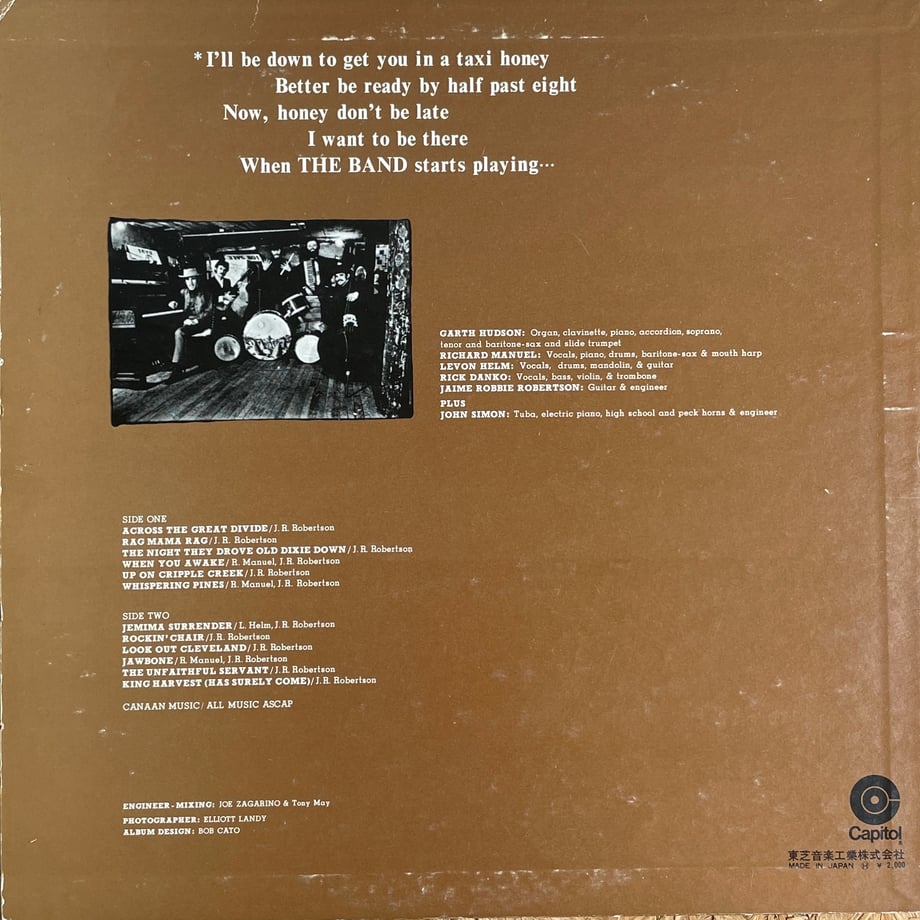 *I'll be down to get you in a taxi honey
Better be ready by half past eight
Now, honey don't be late
I want to be there
When THE BAND starts playing…
GARTH HUDSON: Organ, clavinette, piano, accordion, soprano,
tenor and baritone-sax and slide trumpet
RICHARD MANUEL: Vocals, piano, drums, baritone-sax & mouth harp
LEVON HELM: Vocals, drums, mandolin, & guitar
RICK DANKO: Vocals, bass, violin, & trombone
JAIME ROBBIE ROBERTSON: Guitar & engineer
PLUS
JOHN SIMON: Tuba, electric piano, high school and peck horns & engineer
SIDE ONE
ACROSS THE GREAT DIVIDE/J.R. Robertson
RAG MAMA RAG/J.R. Robertson
THE NIGHT THEY DROVE OLD DIXIE DOWN/J.R. Robertson
WHEN YOU AWAKE/R. Manuel, J.R. Robertson
UP ON CRIPPLE CREEK/J.R. Robertson
WHISPERING PINES/R. Manuel, J.R. Robertson
SIDE TWO
JEMIMA SURRENDER/L. Helm, J.R. Robertson
ROCKIN' CHAIR/J.R. Robertson
LOOK OUT CLEVELAND/J.R. Robertson
JAWBONE/R. Manuel, J.R. Robertson
THE UNFAITHFUL SERVANT/J.R. Robertson
KING HARVEST (HAS SURELY COME)/J.R. Robertson
CANAAN MUSIC/ALL MUSIC ASCAP
ENGINEER-MIXING: JOE ZAGARINO & Tony May
PHOTOGRAPHER: ELLIOTT LANDY
ALBUM DESIGN: BOB CATO
Capitol
®
東芝音楽工業株式会社
MADE IN JAPAN Ⓗ ¥2,000